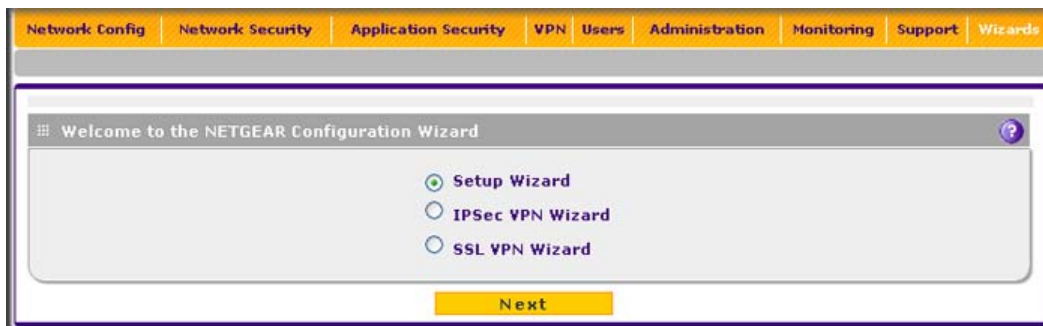 Network Config Network Security Application Security VPN Users Administration Monitoring Support Wizards
Welcome to the NETGEAR Configuration Wizard ?
Setup Wizard
IPSec VPN Wizard
SSL VPN Wizard
Next